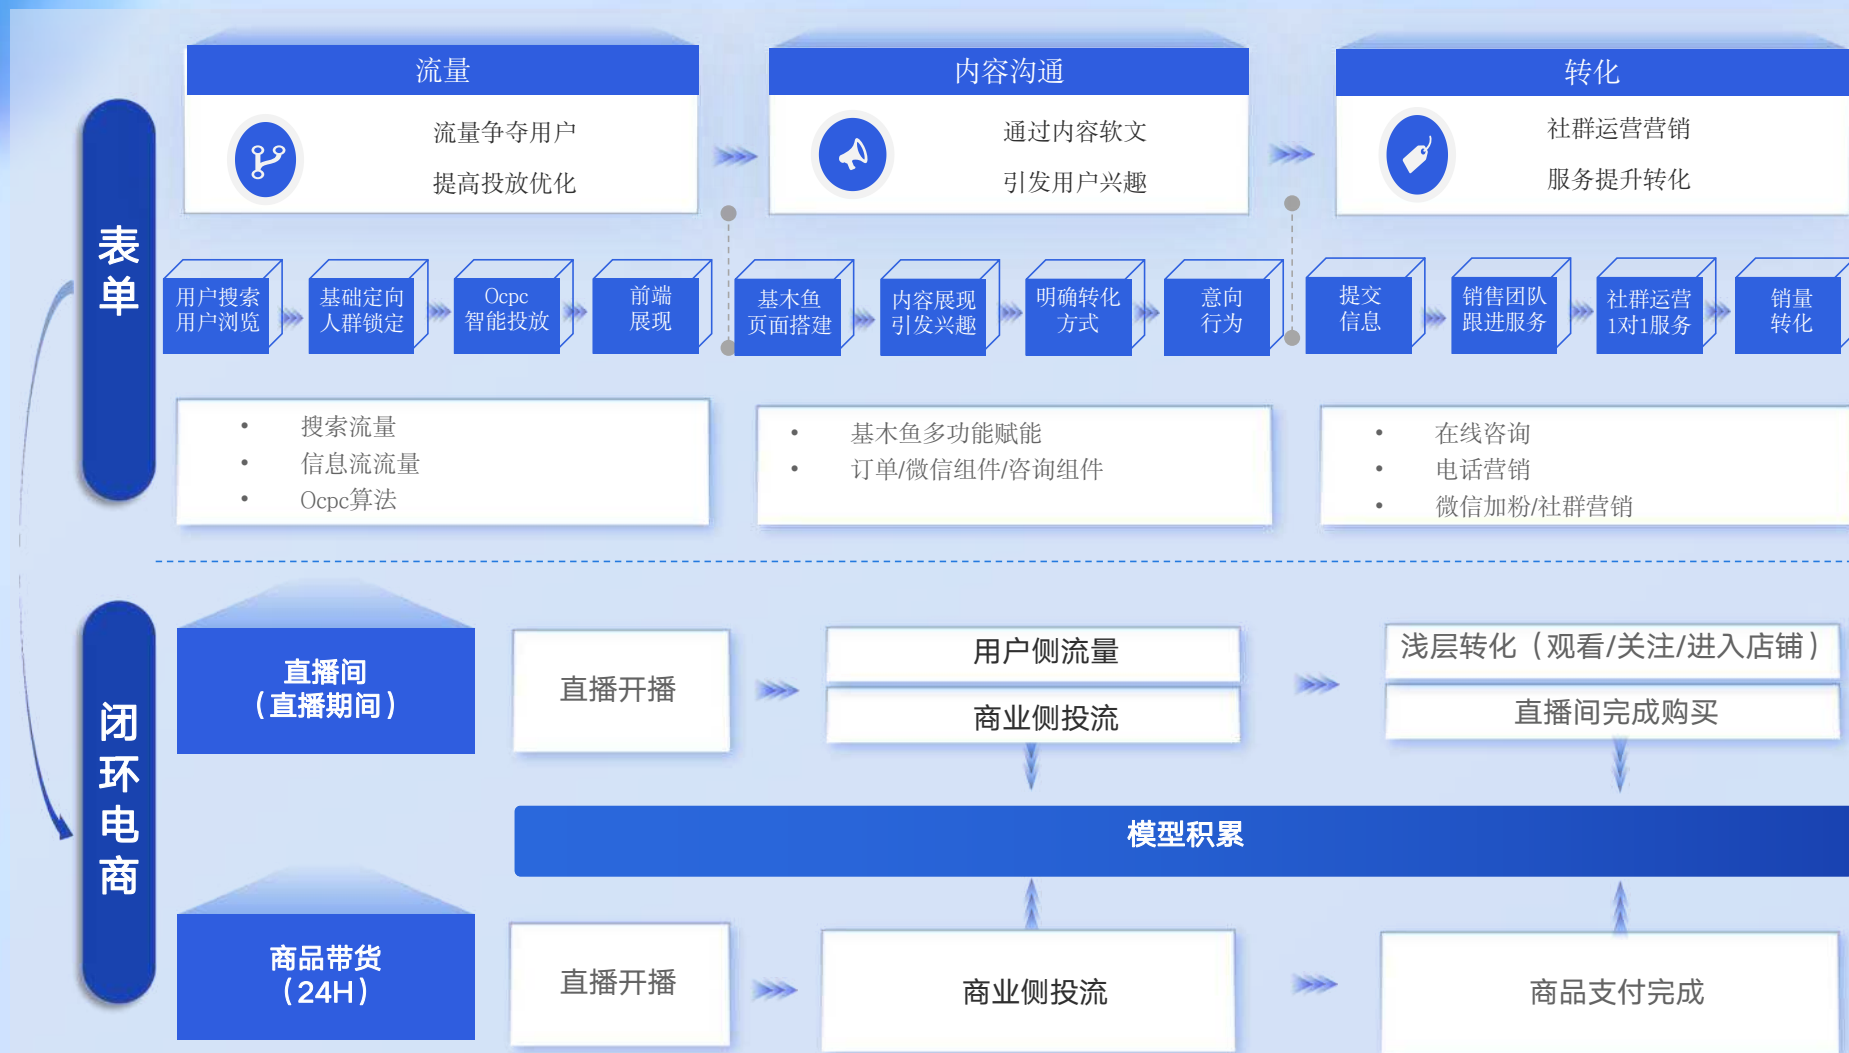 表单
流量
流量争夺用户
提高投放优化
内容沟通
通过内容软文
引发用户兴趣
转化
社群运营营销
服务提升转化
用户搜索
用户浏览
基础定向
人群锁定
Ocpc
智能投放
前端
展现
基木鱼
页面搭建
内容展现
引发兴趣
明确转化
方式
意向
行为
提交
信息
销售团队
跟进服务
社群运营
1对1服务
销量
转化
• 搜索流量
• 信息流流量
• Ocpc算法
• 基木鱼多功能赋能
• 订单/微信组件/咨询组件
• 在线咨询
• 电话营销
• 微信加粉/社群营销
闭环电商
直播间
（直播期间）
直播开播
用户侧流量
商业侧投流
浅层转化（观看/关注/进入店铺）
直播间完成购买
模型积累
商品带货
（24H）
直播开播
商业侧投流
商品支付完成